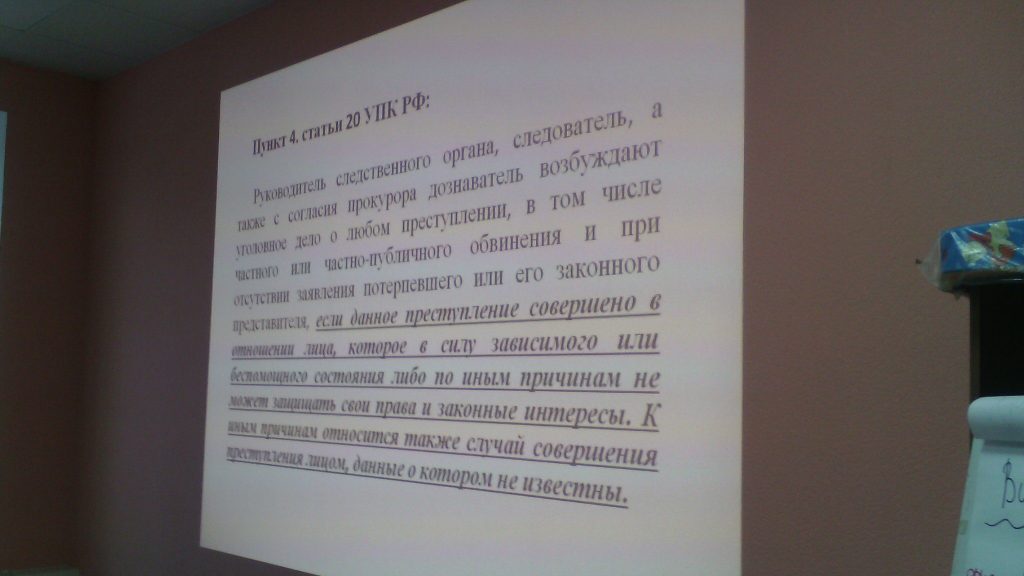 Пункт 4. статьи 20 УПК РФ:
Руководитель следственного органа, следователь, а
также с согласия прокурора дознаватель возбуждают
уголовное дело о любом преступлении, в том числе
частного или частно-публичного обвинения и при
отсутствии заявления потерпевшего или его законного
представителя, если данное преступление совершено в
отношении лица, которое в силу зависимого или
беспомощного состояния либо по иным причинам не
может защищать свои права и законные интересы. К
иным причинам относится также случай совершения
преступления лицом, данные о котором не известны.